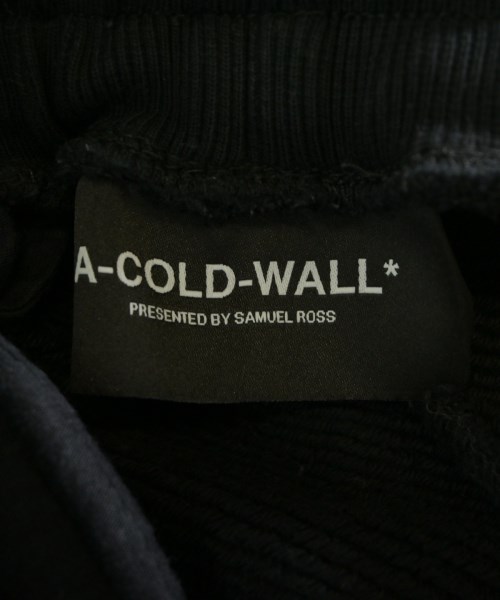 A-COLD-WALL*
PRESENTED BY SAMUEL ROSS